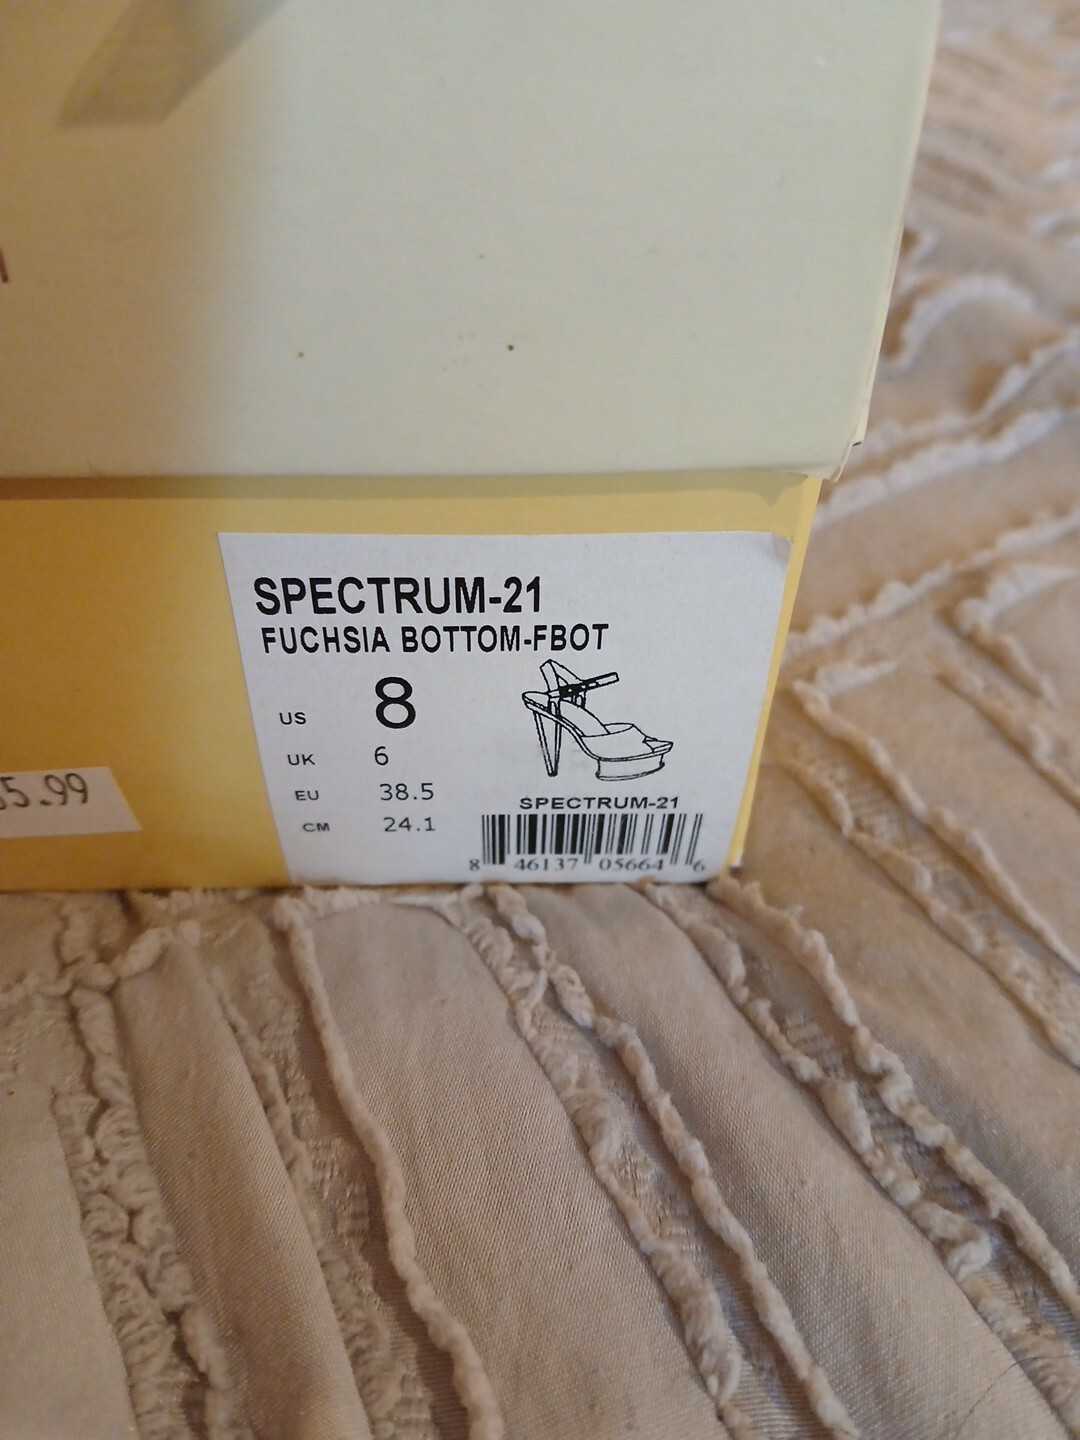 SPECTRUM-21
FUCHSIA BOTTOM-FBOT
US 8
UK 6
EU 38.5
CM 24.1
SPECTRUM-21
8 46137 05664 6
5.99